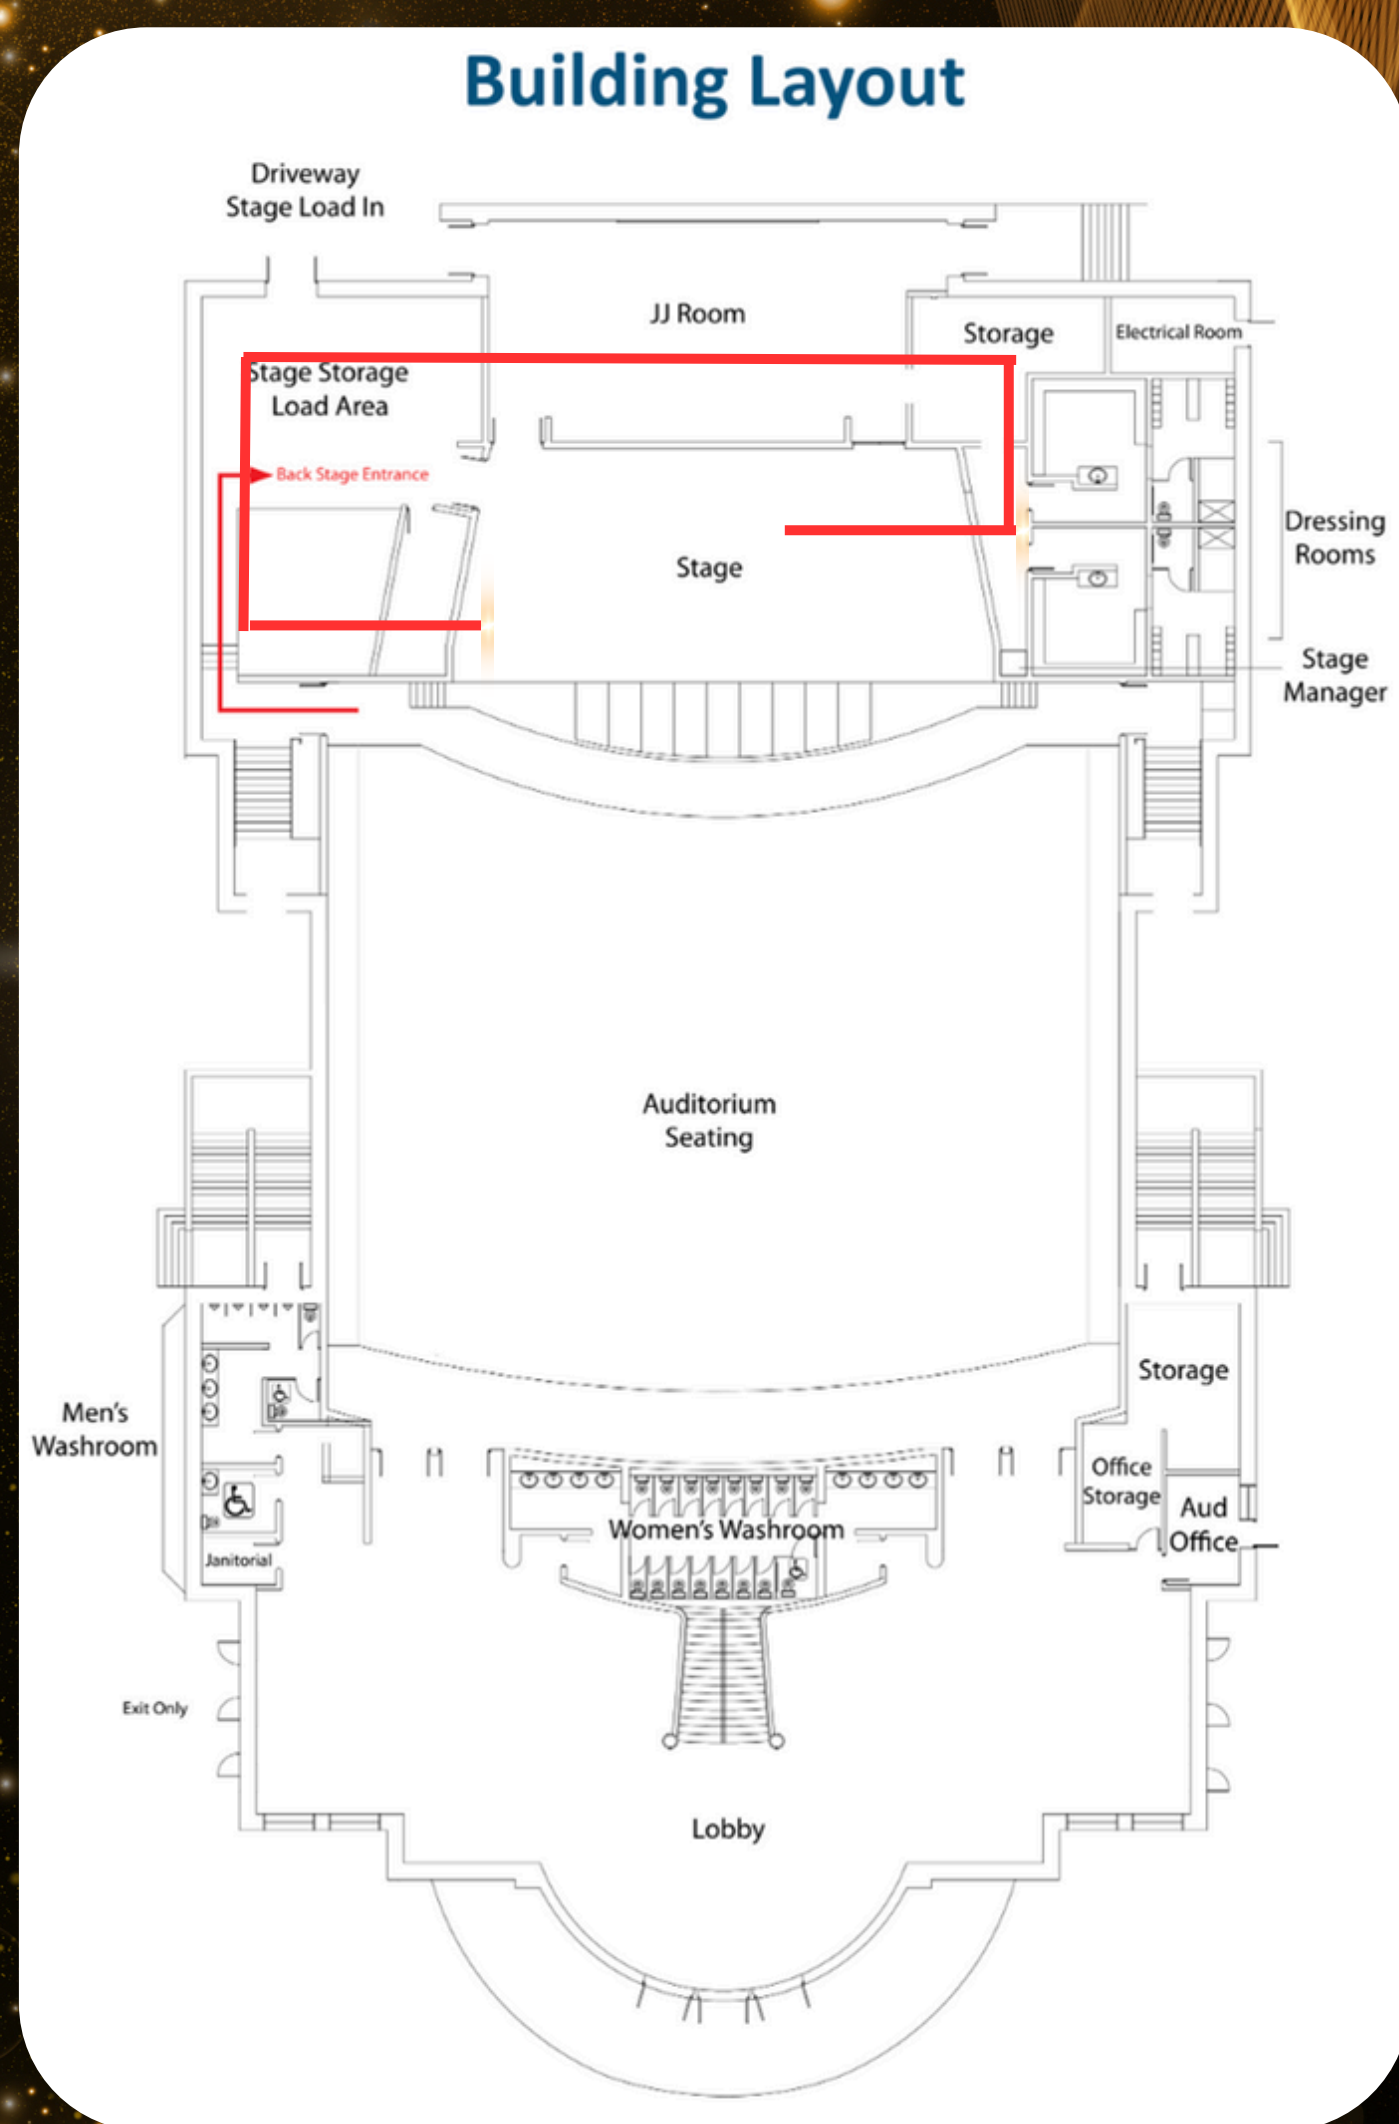 Building Layout
Driveway
Stage Load In
JJ Room
Storage
Electrical Room
Stage Storage
Load Area
Back Stage Entrance
Stage
Dressing
Rooms
Stage
Manager
Auditorium
Seating
Storage
Men's
Washroom
Office
Storage
Aud
Office
Women's Washroom
Janitorial
Exit Only
Lobby